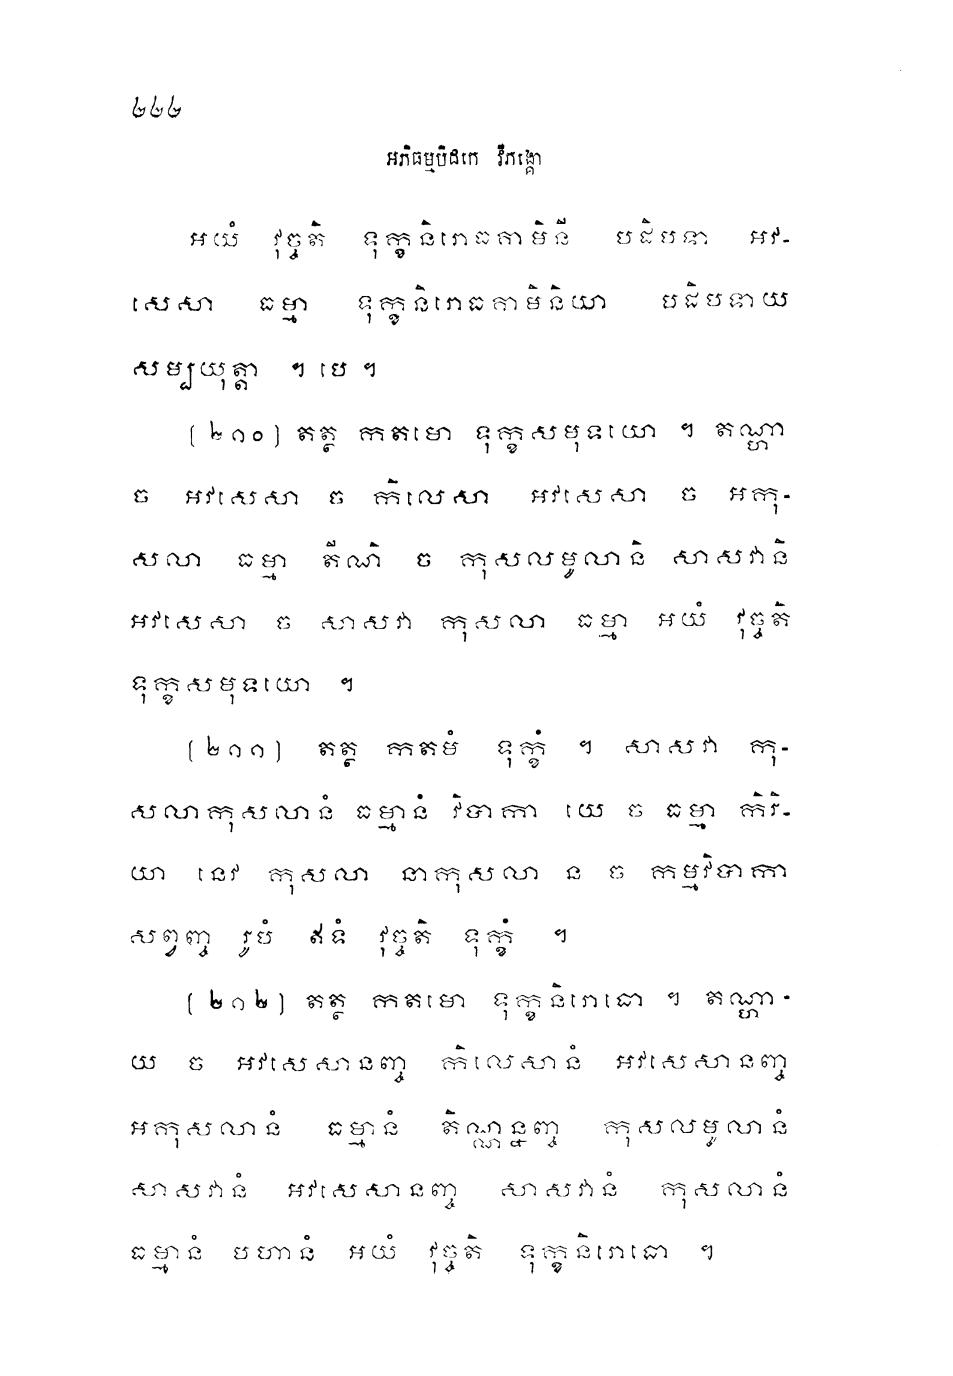 ២២២
អភិធម្មបិដកេ វិភង្គោ
អយំ វុច្ចតិ ទុក្ខនិរោធគាមិនី បដិបទា អវ-
សេសា ធម្មា ទុក្ខនិរោធគាមិនិយា បដិបទាយ
សម្បយុត្តា ។ បេ ។
(២១០) តត្ថ កតមោ ទុក្ខសមុទយោ ។ តណ្ហា
ច អវសេសា ច កិលេសា អវសេសា ច អកុ-
សលា ធម្មា តីណិ ច កុសលមូលានិ សាសវានិ
អវសេសា ច សាសវា កុសលា ធម្មា អយំ វុច្ចតិ
ទុក្ខសមុទយោ ។
(២១១) តត្ថ កតមំ ទុក្ខំ ។ សាសវា កុ-
សលាកុសលានំ ធម្មានំ វិបាកា យេ ច ធម្មា កិរិ-
យា នេវ កុសលា នាកុសលា ន ច កម្មវិបាកា
សព្វញ្ច រូបំ ឥទំ វុច្ចតិ ទុក្ខំ ។
(២១២) តត្ថ កតមោ ទុក្ខនិរោធោ ។ តណ្ហា-
យ ច អវសេសានញ្ច កិលេសានំ អវសេសានញ្ច
អកុសលានំ ធម្មានំ តិណ្ណន្នញ្ច កុសលមូលានំ
សាសវានំ អវសេសានញ្ច សាសវានំ កុសលានំ
ធម្មានំ បហានំ អយំ វុច្ចតិ ទុក្ខនិរោធោ ។